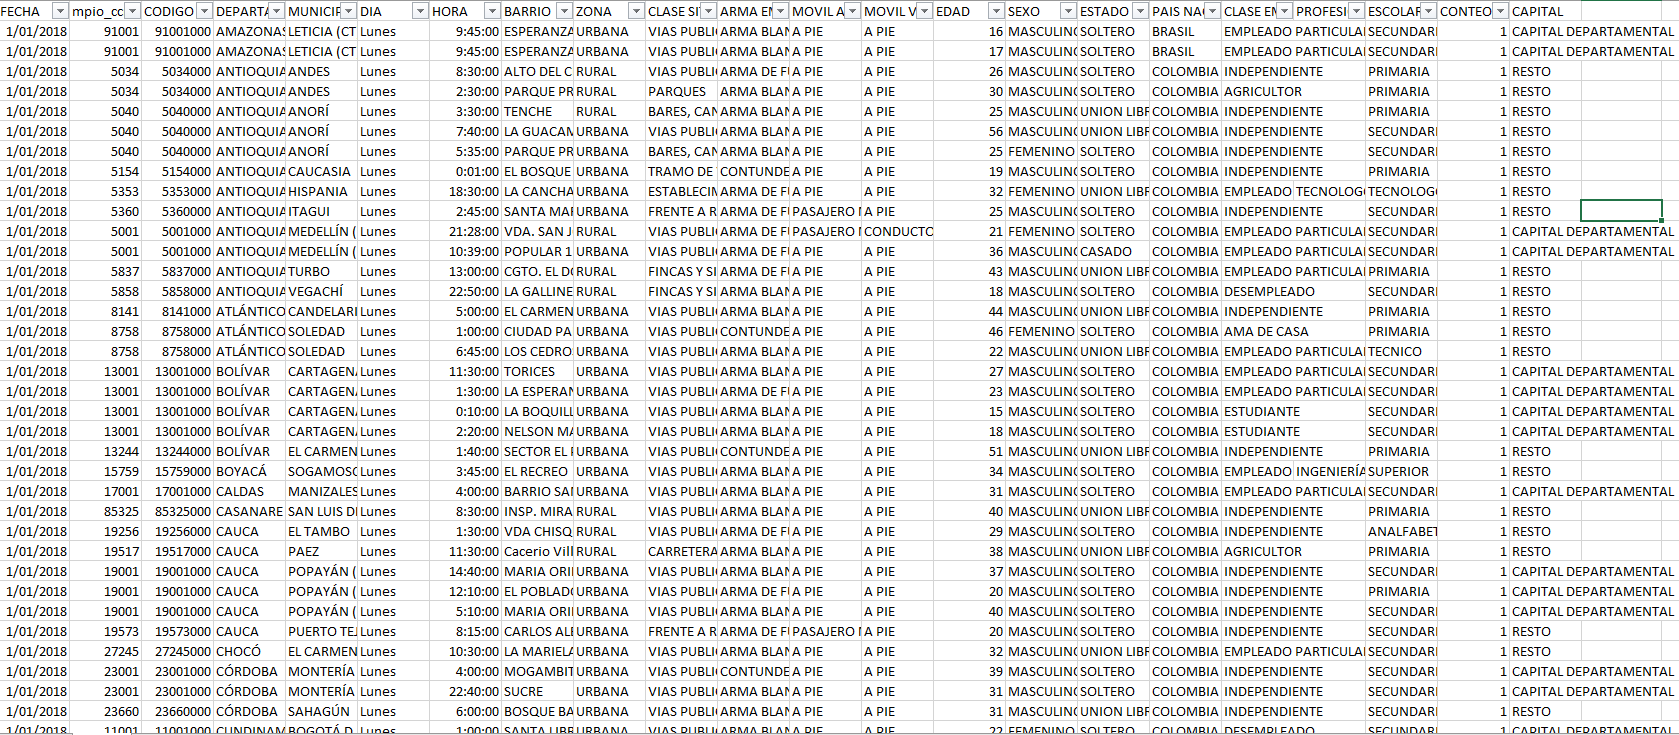 FECHA mpio_cc CODIGO DEPARTA MUNICIF DIA HORA BARRIO ZONA CLASE SI ARMA EM MOVIL A MOVIL V EDAD SEXO ESTADO PAIS NA CLASE EM PROFESI ESCOLAF CONTEO CAPITAL
1/01/2018 91001 91001000 AMAZONAS LETICIA (CT Lunes 9:45:00 ESPERANZA URBANA VIAS PUBLI ARMA BLAN A PIE A PIE 16 MASCULINO SOLTERO BRASIL EMPLEADO PARTICULAR SECUNDARI 1 CAPITAL DEPARTAMENTAL
1/01/2018 91001 91001000 AMAZONAS LETICIA (CT Lunes 9:45:00 ESPERANZA URBANA VIAS PUBLI ARMA BLAN A PIE A PIE 17 MASCULINO SOLTERO BRASIL EMPLEADO PARTICULAR SECUNDARI 1 CAPITAL DEPARTAMENTAL
1/01/2018 5034 5034000 ANTIOQUIA ANDES Lunes 8:30:00 ALTO DEL C RURAL VIAS PUBLI ARMA DE FU A PIE A PIE 26 MASCULINO SOLTERO COLOMBIA INDEPENDIENTE PRIMARIA 1 RESTO
1/01/2018 5034 5034000 ANTIOQUIA ANDES Lunes 2:30:00 PARQUE PR RURAL PARQUES ARMA BLAN A PIE A PIE 30 MASCULINO SOLTERO COLOMBIA AGRICULTOR PRIMARIA 1 RESTO
1/01/2018 5040 5040000 ANTIOQUIA ANORÍ Lunes 3:30:00 TENCHE RURAL BARES, CAN ARMA BLAN A PIE A PIE 25 MASCULINO UNION LIBR COLOMBIA INDEPENDIENTE PRIMARIA 1 RESTO
1/01/2018 5040 5040000 ANTIOQUIA ANORÍ Lunes 7:40:00 LA GUACAM URBANA VIAS PUBLI ARMA BLAN A PIE A PIE 56 MASCULINO SOLTERO COLOMBIA INDEPENDIENTE SECUNDARI 1 RESTO
1/01/2018 5040 5040000 ANTIOQUIA ANORÍ Lunes 5:35:00 PARQUE PR URBANA BARES, CAN ARMA BLAN A PIE A PIE 25 FEMENINO SOLTERO COLOMBIA INDEPENDIENTE SECUNDARI 1 RESTO
1/01/2018 5154 5154000 ANTIOQUIA CAUCASIA Lunes 0:01:00 EL BOSQUE URBANA TRAMO DE CONTUNDE A PIE A PIE 19 MASCULINO SOLTERO COLOMBIA INDEPENDIENTE PRIMARIA 1 RESTO
1/01/2018 5353 5353000 ANTIOQUIA HISPANIA Lunes 18:30:00 LA CANCHA URBANA ESTABLECIN ARMA DE FU A PIE A PIE 32 FEMENINO UNION LIBR COLOMBIA EMPLEADO TECNOLOG TECNOLOG 1 RESTO
1/01/2018 5360 5360000 ANTIOQUIA ITAGUI Lunes 2:45:00 SANTA MAR URBANA FRENTE A R ARMA DE FU PASAJERO A PIE 25 MASCULINO SOLTERO COLOMBIA INDEPENDIENTE SECUNDARI 1 RESTO
1/01/2018 5001 5001000 ANTIOQUIA MEDELLÍN ( Lunes 21:28:00 VDA. SAN J RURAL VIAS PUBLI ARMA DE FU PASAJERO CONDUCTO 21 FEMENINO SOLTERO COLOMBIA INDEPENDIENTE SECUNDARI 1 CAPITAL DEPARTAMENTAL
1/01/2018 5001 5001000 ANTIOQUIA MEDELLÍN ( Lunes 10:39:00 POPULAR 1 URBANA VIAS PUBLI ARMA BLAN A PIE A PIE 36 MASCULINO CASADO COLOMBIA INDEPENDIENTE SECUNDARI 1 CAPITAL DEPARTAMENTAL
1/01/2018 5837 5837000 ANTIOQUIA TURBO Lunes 13:00:00 CGTO. EL DO RURAL FINCAS Y SI ARMA DE FU A PIE A PIE 43 MASCULINO UNION LIBR COLOMBIA INDEPENDIENTE PRIMARIA 1 RESTO
1/01/2018 5858 5858000 ANTIOQUIA VEGACHÍ Lunes 22:50:00 LA GALLINE RURAL FINCAS Y SI ARMA BLAN A PIE A PIE 18 MASCULINO SOLTERO COLOMBIA DESEMPLEADO SECUNDARI 1 RESTO
1/01/2018 8141 8141000 ATLÁNTICO CANDELARI Lunes 5:00:00 EL CARMEN URBANA VIAS PUBLI ARMA BLAN A PIE A PIE 44 MASCULINO UNION LIBR COLOMBIA INDEPENDIENTE PRIMARIA 1 RESTO
1/01/2018 8758 8758000 ATLÁNTICO SOLEDAD Lunes 1:00:00 CIUDAD PA URBANA VIAS PUBLI CONTUNDE A PIE A PIE 46 FEMENINO SOLTERO COLOMBIA AMA DE CASA PRIMARIA 1 RESTO
1/01/2018 8758 8758000 ATLÁNTICO SOLEDAD Lunes 6:45:00 LOS CEDRO URBANA VIAS PUBLI ARMA BLAN A PIE A PIE 22 MASCULINO UNION LIBR COLOMBIA EMPLEADO PARTICULAR TECNICO 1 RESTO
1/01/2018 13001 13001000 BOLÍVAR CARTAGENA Lunes 11:30:00 TORICES URBANA VIAS PUBLI ARMA BLAN A PIE A PIE 27 MASCULINO SOLTERO COLOMBIA EMPLEADO PARTICULAR SECUNDARI 1 CAPITAL DEPARTAMENTAL
1/01/2018 13001 13001000 BOLÍVAR CARTAGENA Lunes 1:30:00 LA ESPERAN URBANA VIAS PUBLI ARMA DE FU A PIE A PIE 23 MASCULINO SOLTERO COLOMBIA EMPLEADO PARTICULAR SECUNDARI 1 CAPITAL DEPARTAMENTAL
1/01/2018 13001 13001000 BOLÍVAR CARTAGENA Lunes 0:10:00 LA BOQUILL URBANA VIAS PUBLI ARMA BLAN A PIE A PIE 15 MASCULINO SOLTERO COLOMBIA ESTUDIANTE SECUNDARI 1 CAPITAL DEPARTAMENTAL
1/01/2018 13001 13001000 BOLÍVAR CARTAGENA Lunes 2:20:00 NELSON MA URBANA VIAS PUBLI ARMA BLAN A PIE A PIE 18 MASCULINO SOLTERO COLOMBIA ESTUDIANTE SECUNDARI 1 CAPITAL DEPARTAMENTAL
1/01/2018 13244 13244000 BOLÍVAR EL CARMEN Lunes 1:40:00 SECTOR EL URBANA VIAS PUBLI CONTUNDE A PIE A PIE 51 MASCULINO UNION LIBR COLOMBIA INDEPENDIENTE PRIMARIA 1 RESTO
1/01/2018 15759 15759000 BOYACÁ SOGAMOSO Lunes 3:45:00 EL RECREO URBANA VIAS PUBLI ARMA BLAN A PIE A PIE 34 MASCULINO SOLTERO COLOMBIA EMPLEADO INGENIERÍA SUPERIOR 1 RESTO
1/01/2018 17001 17001000 CALDAS MANIZALES Lunes 4:00:00 BARRIO SAN URBANA VIAS PUBLI ARMA BLAN A PIE A PIE 31 MASCULINO SOLTERO COLOMBIA EMPLEADO PARTICULAR SECUNDARI 1 CAPITAL DEPARTAMENTAL
1/01/2018 85325 85325000 CASANARE SAN LUIS D Lunes 8:30:00 INSP. MIRA RURAL VIAS PUBLI ARMA BLAN A PIE A PIE 40 MASCULINO UNION LIBR COLOMBIA INDEPENDIENTE PRIMARIA 1 RESTO
1/01/2018 19256 19256000 CAUCA EL TAMBO Lunes 1:30:00 VDA CHISQ RURAL VIAS PUBLI ARMA DE FU A PIE A PIE 29 MASCULINO SOLTERO COLOMBIA INDEPENDIENTE ANALFABET 1 RESTO
1/01/2018 19517 19517000 CAUCA PAEZ Lunes 11:30:00 Cacerio Vill RURAL CARRETERA ARMA BLAN A PIE A PIE 38 MASCULINO UNION LIBR COLOMBIA AGRICULTOR PRIMARIA 1 RESTO
1/01/2018 19001 19001000 CAUCA POPAYÁN ( Lunes 14:40:00 MARIA ORI URBANA VIAS PUBLI ARMA BLAN A PIE A PIE 37 MASCULINO SOLTERO COLOMBIA INDEPENDIENTE SECUNDARI 1 CAPITAL DEPARTAMENTAL
1/01/2018 19001 19001000 CAUCA POPAYÁN ( Lunes 12:10:00 EL POBLADO URBANA VIAS PUBLI ARMA BLAN A PIE A PIE 20 MASCULINO SOLTERO COLOMBIA INDEPENDIENTE PRIMARIA 1 CAPITAL DEPARTAMENTAL
1/01/2018 19001 19001000 CAUCA POPAYÁN ( Lunes 5:10:00 MARIA ORI URBANA VIAS PUBLI ARMA BLAN A PIE A PIE 40 MASCULINO SOLTERO COLOMBIA INDEPENDIENTE SECUNDARI 1 CAPITAL DEPARTAMENTAL
1/01/2018 19573 19573000 CAUCA PUERTO TEJ Lunes 8:15:00 CARLOS ALE URBANA FRENTE A R ARMA DE FU PASAJERO A PIE 20 MASCULINO SOLTERO COLOMBIA INDEPENDIENTE SECUNDARI 1 RESTO
1/01/2018 27245 27245000 CHOCÓ EL CARMEN Lunes 10:30:00 LA MARIELA URBANA VIAS PUBLI ARMA BLAN A PIE A PIE 32 MASCULINO UNION LIBR COLOMBIA EMPLEADO PARTICULAR SECUNDARI 1 RESTO
1/01/2018 23001 23001000 CÓRDOBA MONTERÍA Lunes 4:00:00 MOGAMBIT URBANA VIAS PUBLI CONTUNDE A PIE A PIE 39 MASCULINO SOLTERO COLOMBIA INDEPENDIENTE SECUNDARI 1 CAPITAL DEPARTAMENTAL
1/01/2018 23001 23001000 CÓRDOBA MONTERÍA Lunes 22:40:00 SUCRE URBANA VIAS PUBLI ARMA BLAN A PIE A PIE 31 MASCULINO SOLTERO COLOMBIA INDEPENDIENTE SECUNDARI 1 CAPITAL DEPARTAMENTAL
1/01/2018 23660 23660000 CÓRDOBA SAHAGÚN Lunes 6:00:00 BOSQUE BA URBANA VIAS PUBLI ARMA BLAN A PIE A PIE 31 MASCULINO UNION LIBR COLOMBIA INDEPENDIENTE SECUNDARI 1 RESTO
1/01/2018 11001 11001000 CUNDINAM BOGOTÁ D Lunes 1:00:00 SANTA LIBR URBANA VIAS PUBLI ARMA BLAN A PIE A PIE 22 FEMENINO SOLTERO COLOMBIA DESEMPLEADO SECUNDARI 1 CAPITAL DEPARTAMENTAL